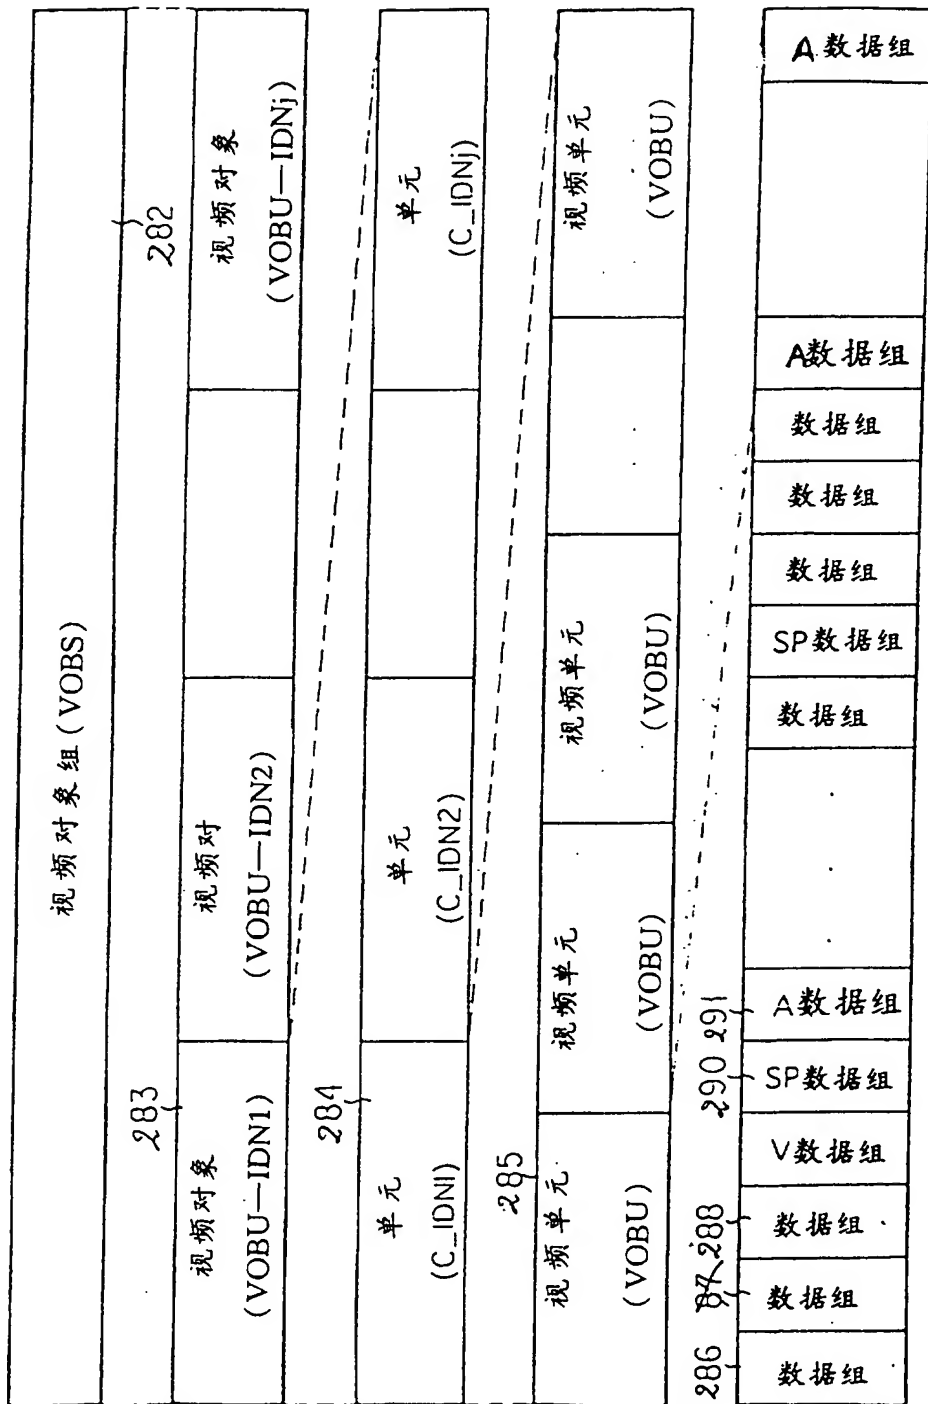 视频对象组(VOBS)
282
283
视频对象
(VOBU—IDN1)
视频对
(VOBU—IDN2)
视频对象
(VOBU—IDNj)
284
单元
(C_IDN1)
单元
(C_IDN2)
单元
(C_IDNj)
285
视频单元
(VOBU)
视频单元
(VOBU)
视频单元
(VOBU)
视频单元
(VOBU)
286
288
290
291
数据组
数据组
数据组
V数据组
SP数据组
A数据组
数据组
SP数据组
数据组
数据组
数据组
A数据组
A数据组